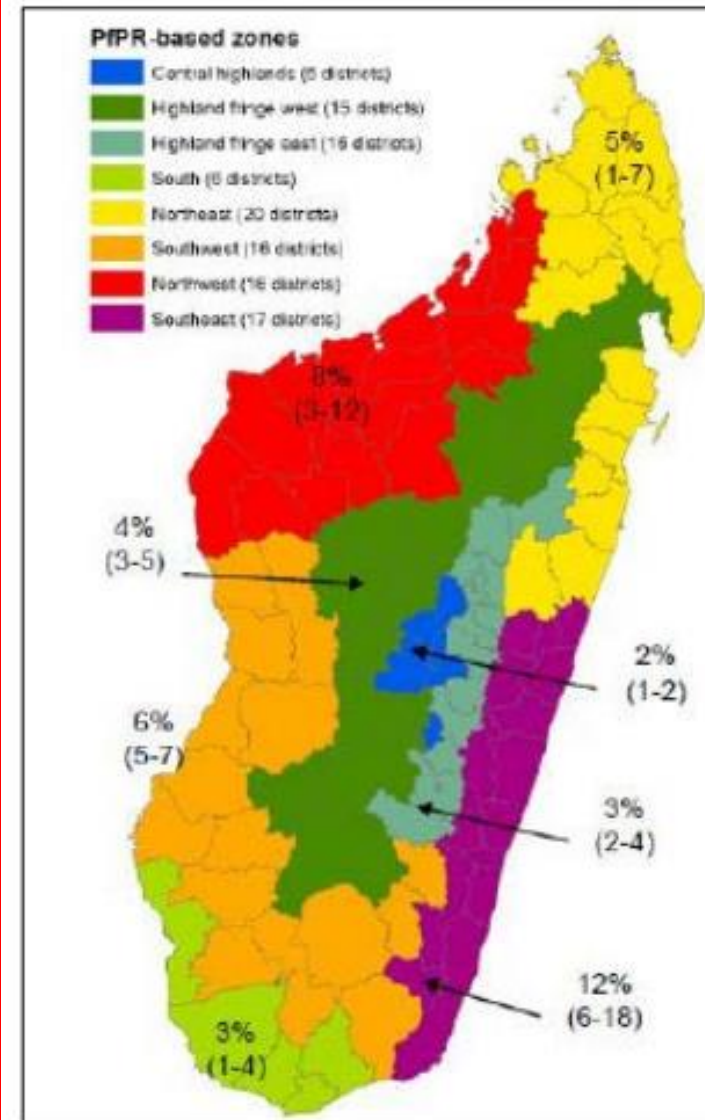 PfPR-based zones
Central highlands (6 districts)
Highland fringe west (15 districts)
Highland fringe east (16 districts)
South (6 districts)
Northeast (20 districts)
Southwest (16 districts)
Northwest (16 districts)
Southeast (17 districts)
5%
(1-7)
8%
(3-12)
4%
(3-5)
2%
(1-2)
6%
(5-7)
3%
(2-4)
12%
(6-18)
3%
(1-4)